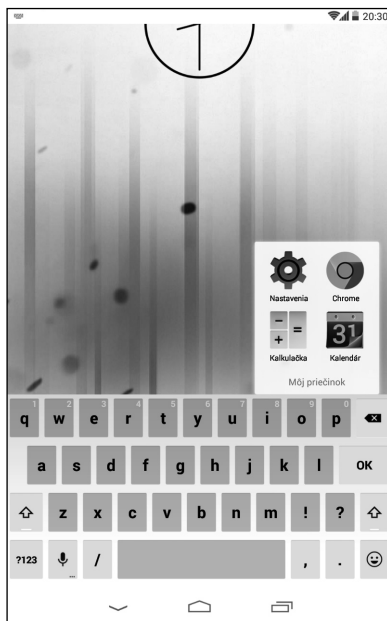 20:30
Nastavenia Chrome
31
Kalkulačka Kalendár
Môj priečinok
1 2 3 4 5 6 7 8 9 0
q w e r t y u i o p
a s d f g h j k l OK
z x c v b n m ! ?
?123 / , .